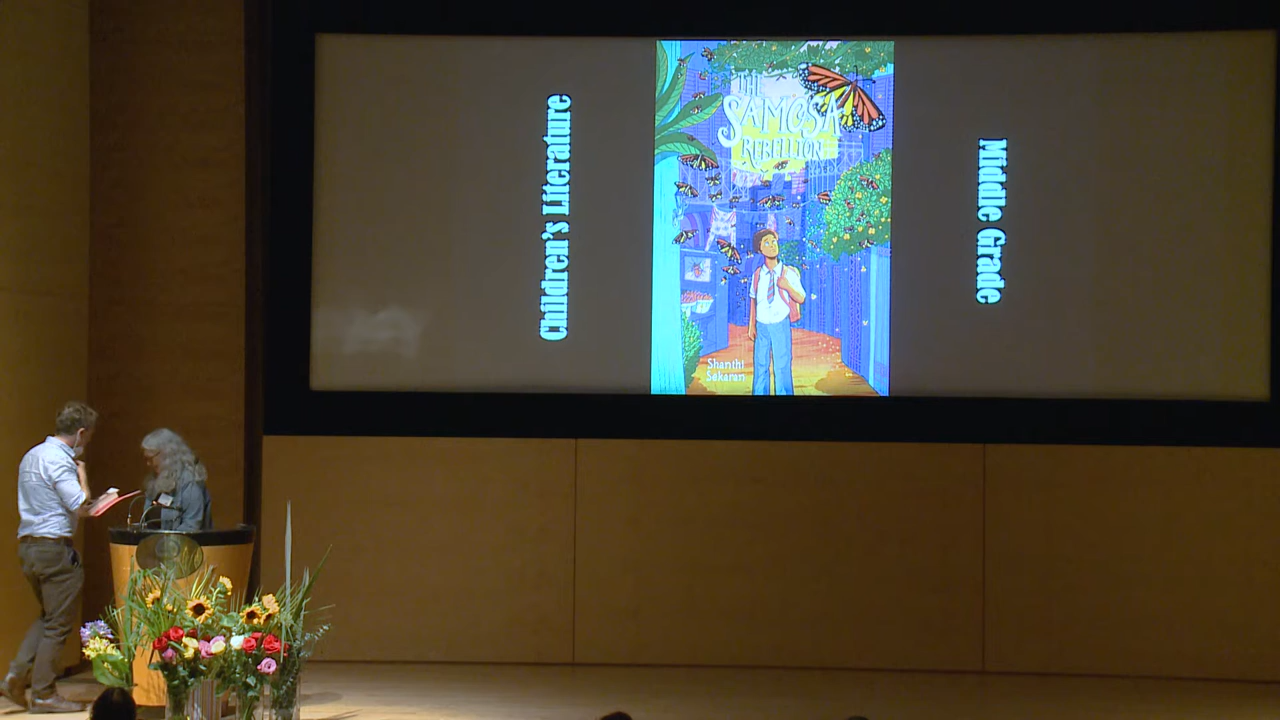 Children's Literature
THE
SAMOSA
REBELLION
Shanthi
Sekaran
Middle Grade